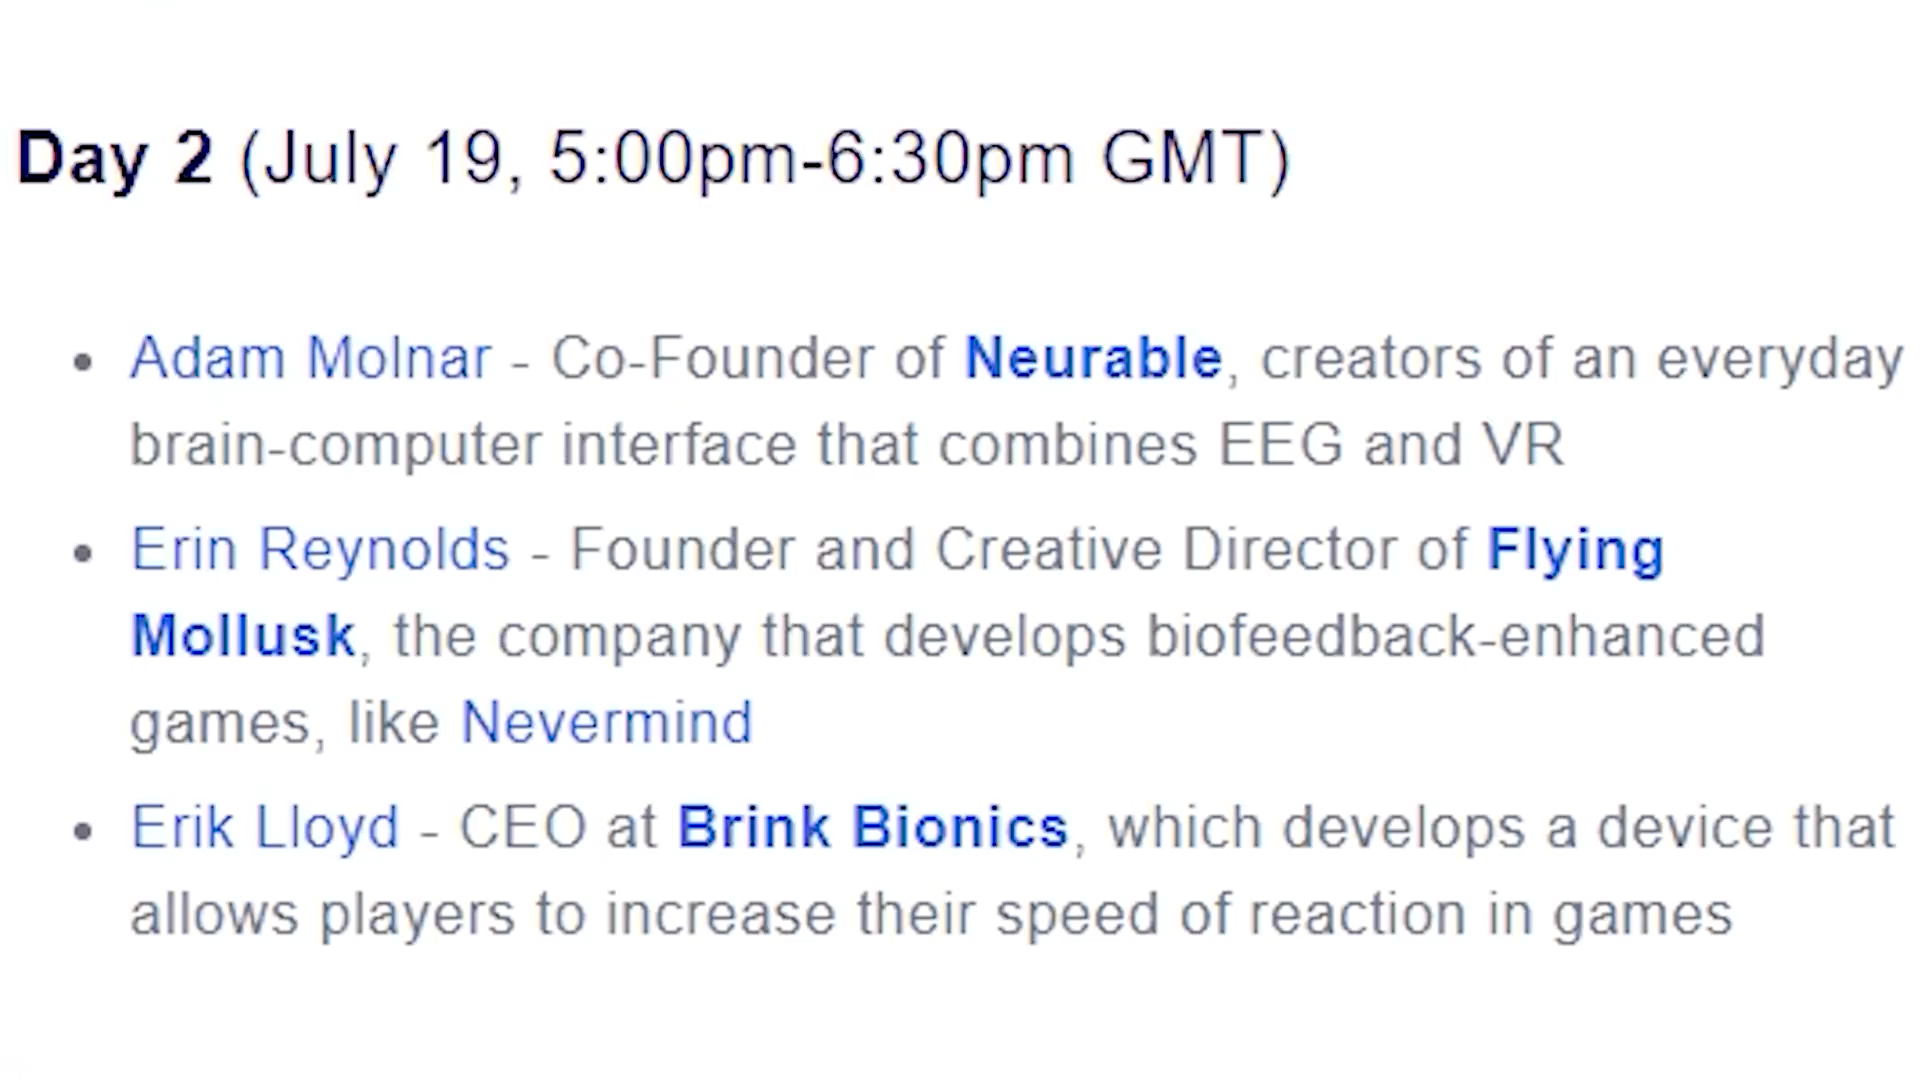 Day 2 (July 19, 5:00pm-6:30pm GMT)
• Adam Molnar - Co-Founder of Neurable, creators of an everyday
brain-computer interface that combines EEG and VR
• Erin Reynolds - Founder and Creative Director of Flying
Mollusk, the company that develops biofeedback-enhanced
games, like Nevermind
• Erik Lloyd - CEO at Brink Bionics, which develops a device that
allows players to increase their speed of reaction in games